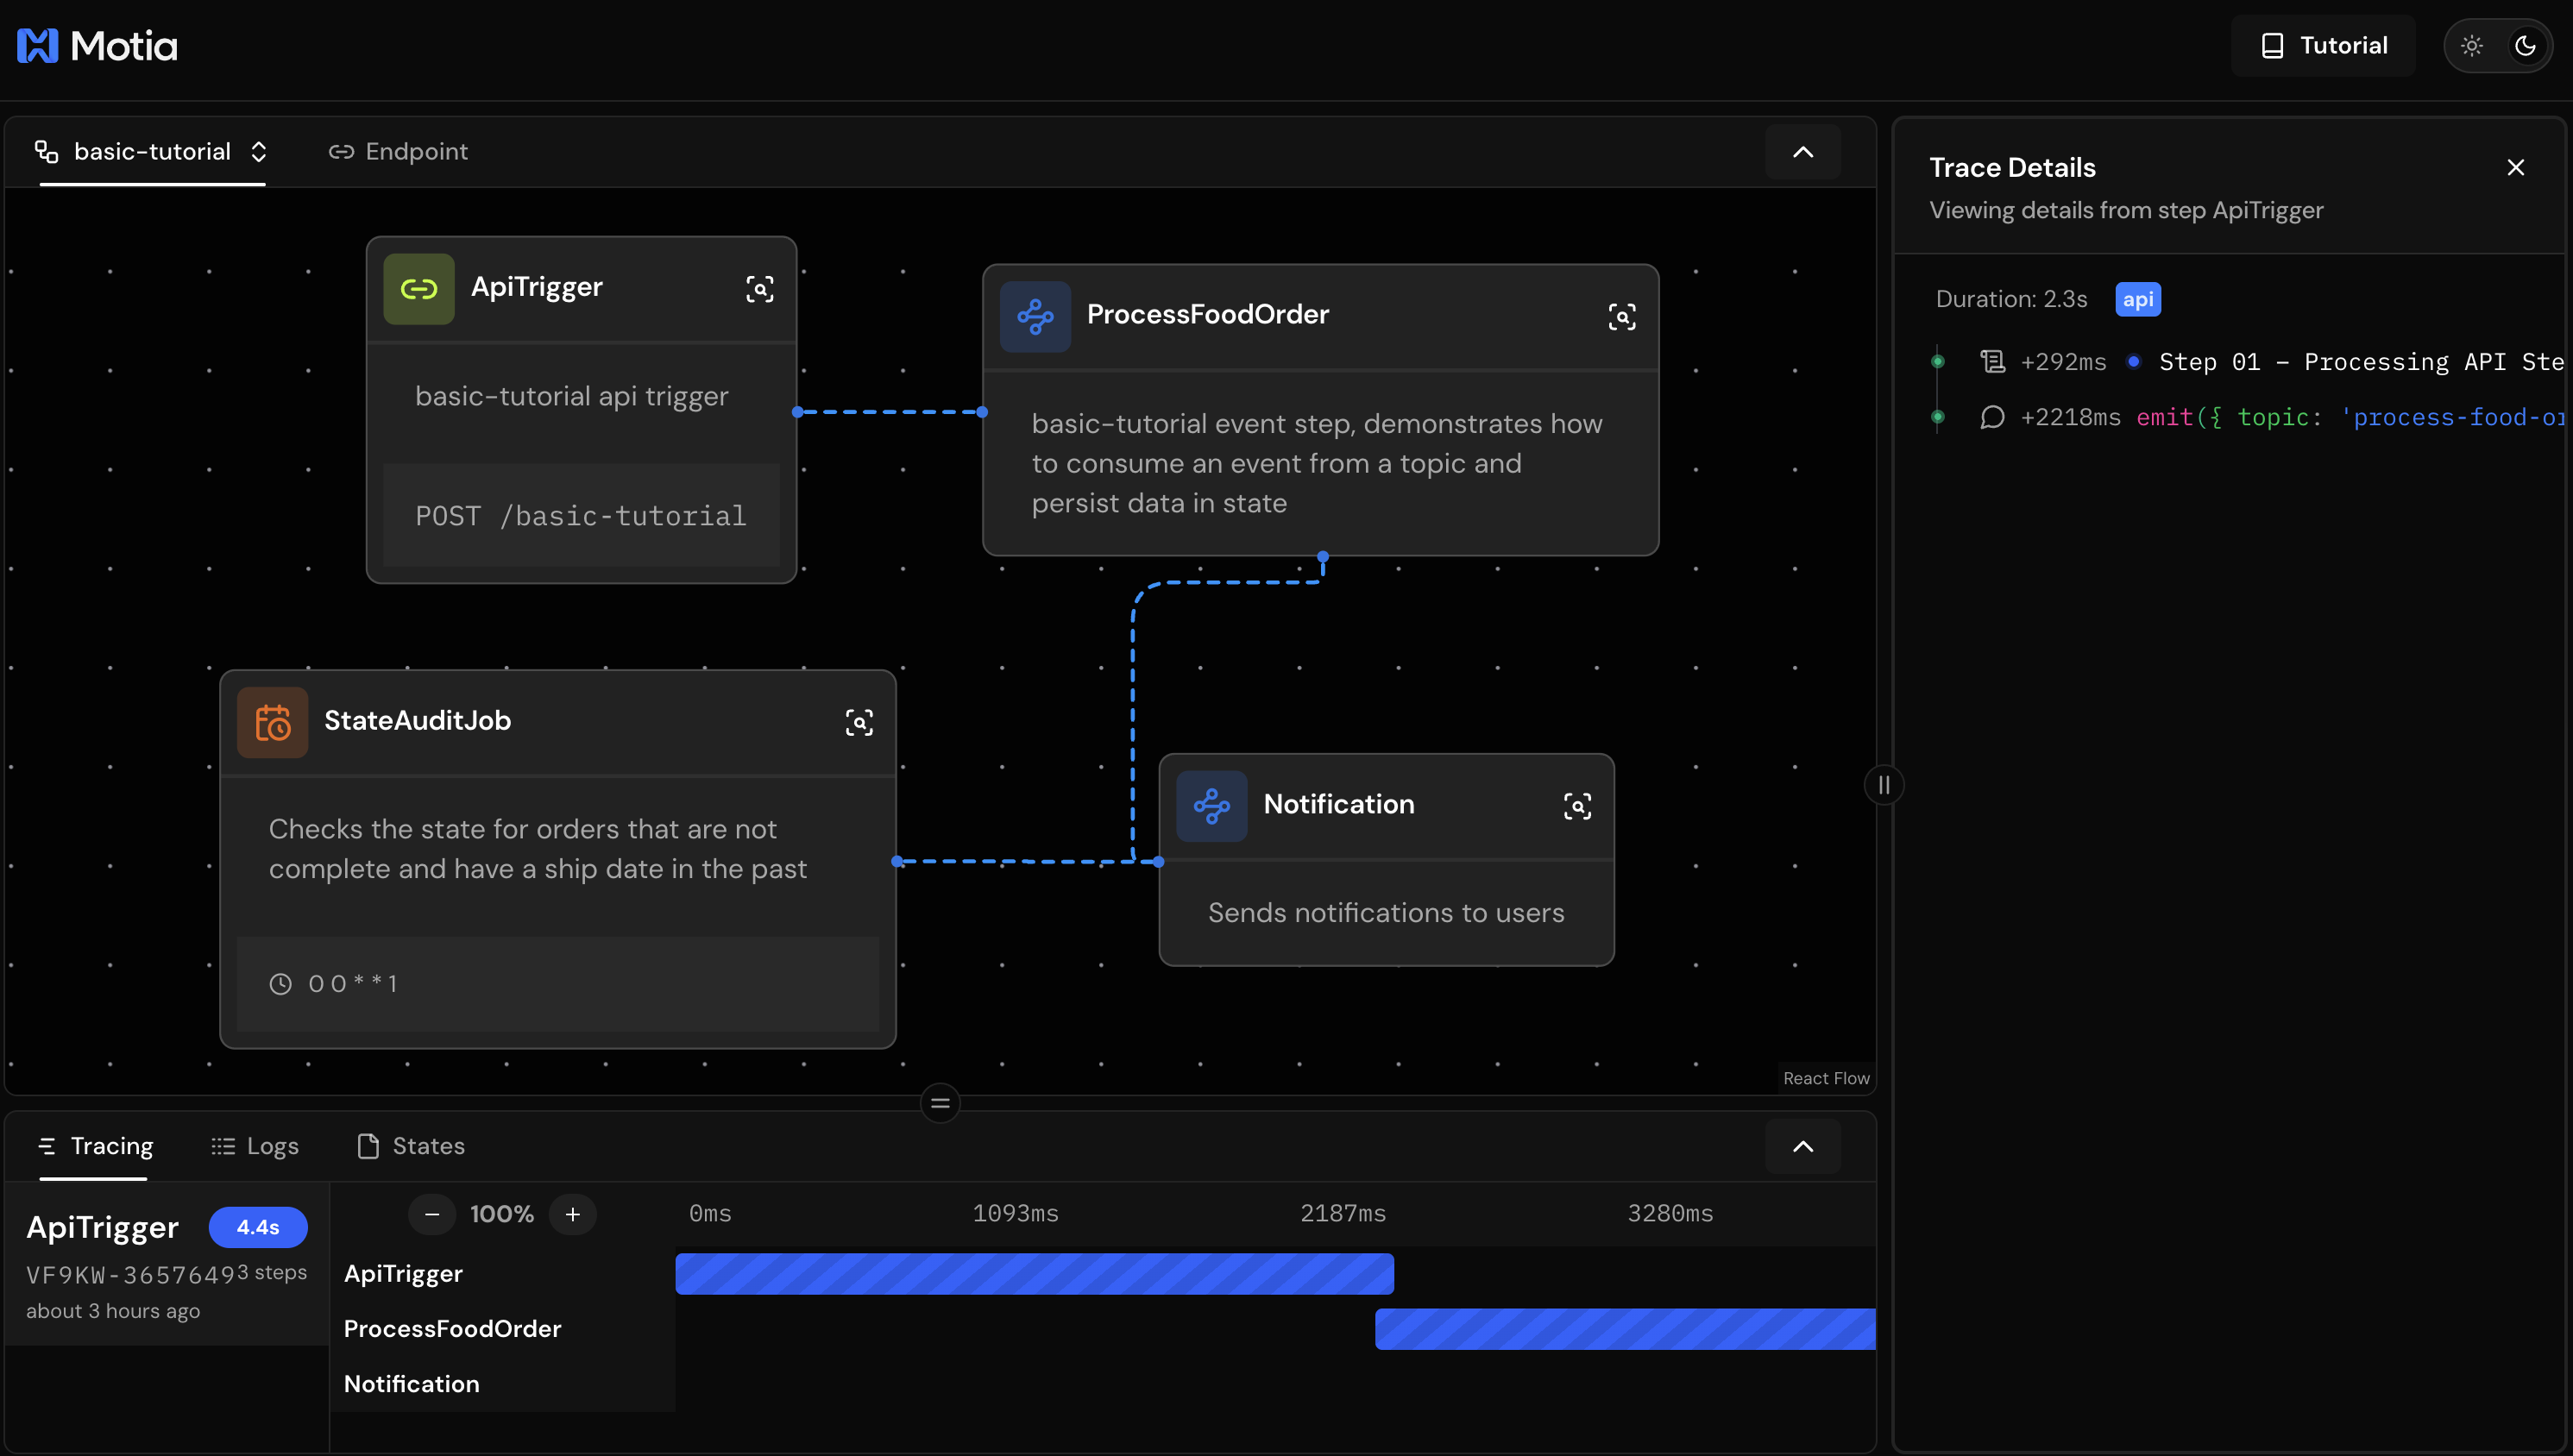 Motia
Tutorial
basic-tutorial
Endpoint
ApiTrigger
basic-tutorial api trigger
POST /basic-tutorial
ProcessFoodOrder
basic-tutorial event step, demonstrates how
to consume an event from a topic and
persist data in state
StateAuditJob
Checks the state for orders that are not
complete and have a ship date in the past
0 0 * * 1
Notification
Sends notifications to users
React Flow
Trace Details
Viewing details from step ApiTrigger
Duration: 2.3s
api
+292ms Step 01 – Processing API Ste
+2218ms emit({ topic: 'process-food-or
Tracing
Logs
States
ApiTrigger
4.4s
VF9KW-3657649
3 steps
about 3 hours ago
100%
0ms
1093ms
2187ms
3280ms
ApiTrigger
ProcessFoodOrder
Notification